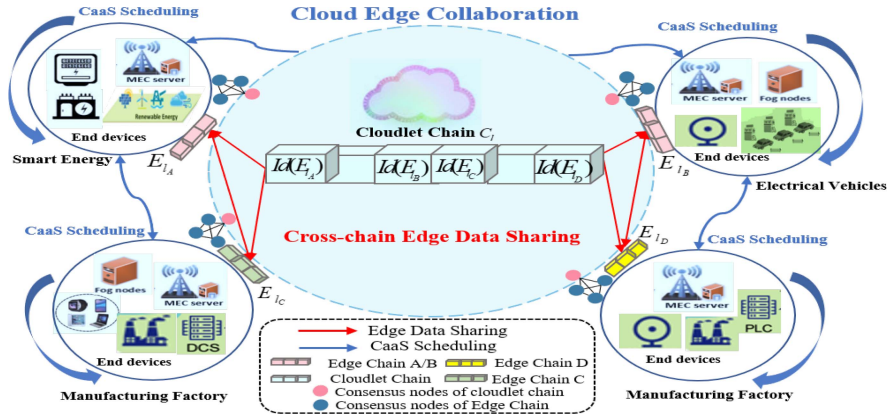 CaaS Scheduling
Cloud Edge Collaboration
CaaS Scheduling
MEC server
Renewable Energy
End devices
Smart Energy
E_{l_A}
Cloudlet Chain C_l
MEC server
Fog nodes
End devices
E_{l_B}
Electrical Vehicles
Id(E_{l_A}) Id(E_{l_B}) Id(E_{l_C}) Id(E_{l_D})
Cross-chain Edge Data Sharing
CaaS Scheduling
Fog nodes
MEC server
DCS
End devices
E_{l_C}
Manufacturing Factory
CaaS Scheduling
E_{l_D}
MEC server
PLC
End devices
Manufacturing Factory
Edge Data Sharing
CaaS Scheduling
Edge Chain A/B
Edge Chain D
Cloudlet Chain
Edge Chain C
Consensus nodes of cloudlet chain
Consensus nodes of Edge Chain